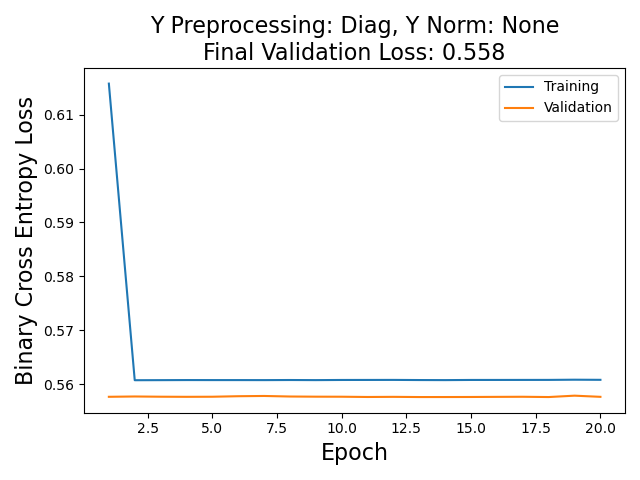 Y Preprocessing: Diag, Y Norm: None
Final Validation Loss: 0.558
Training
Validation
Binary Cross Entropy Loss
0.61
0.60
0.59
0.58
0.57
0.56
2.5 5.0 7.5 10.0 12.5 15.0 17.5 20.0
Epoch